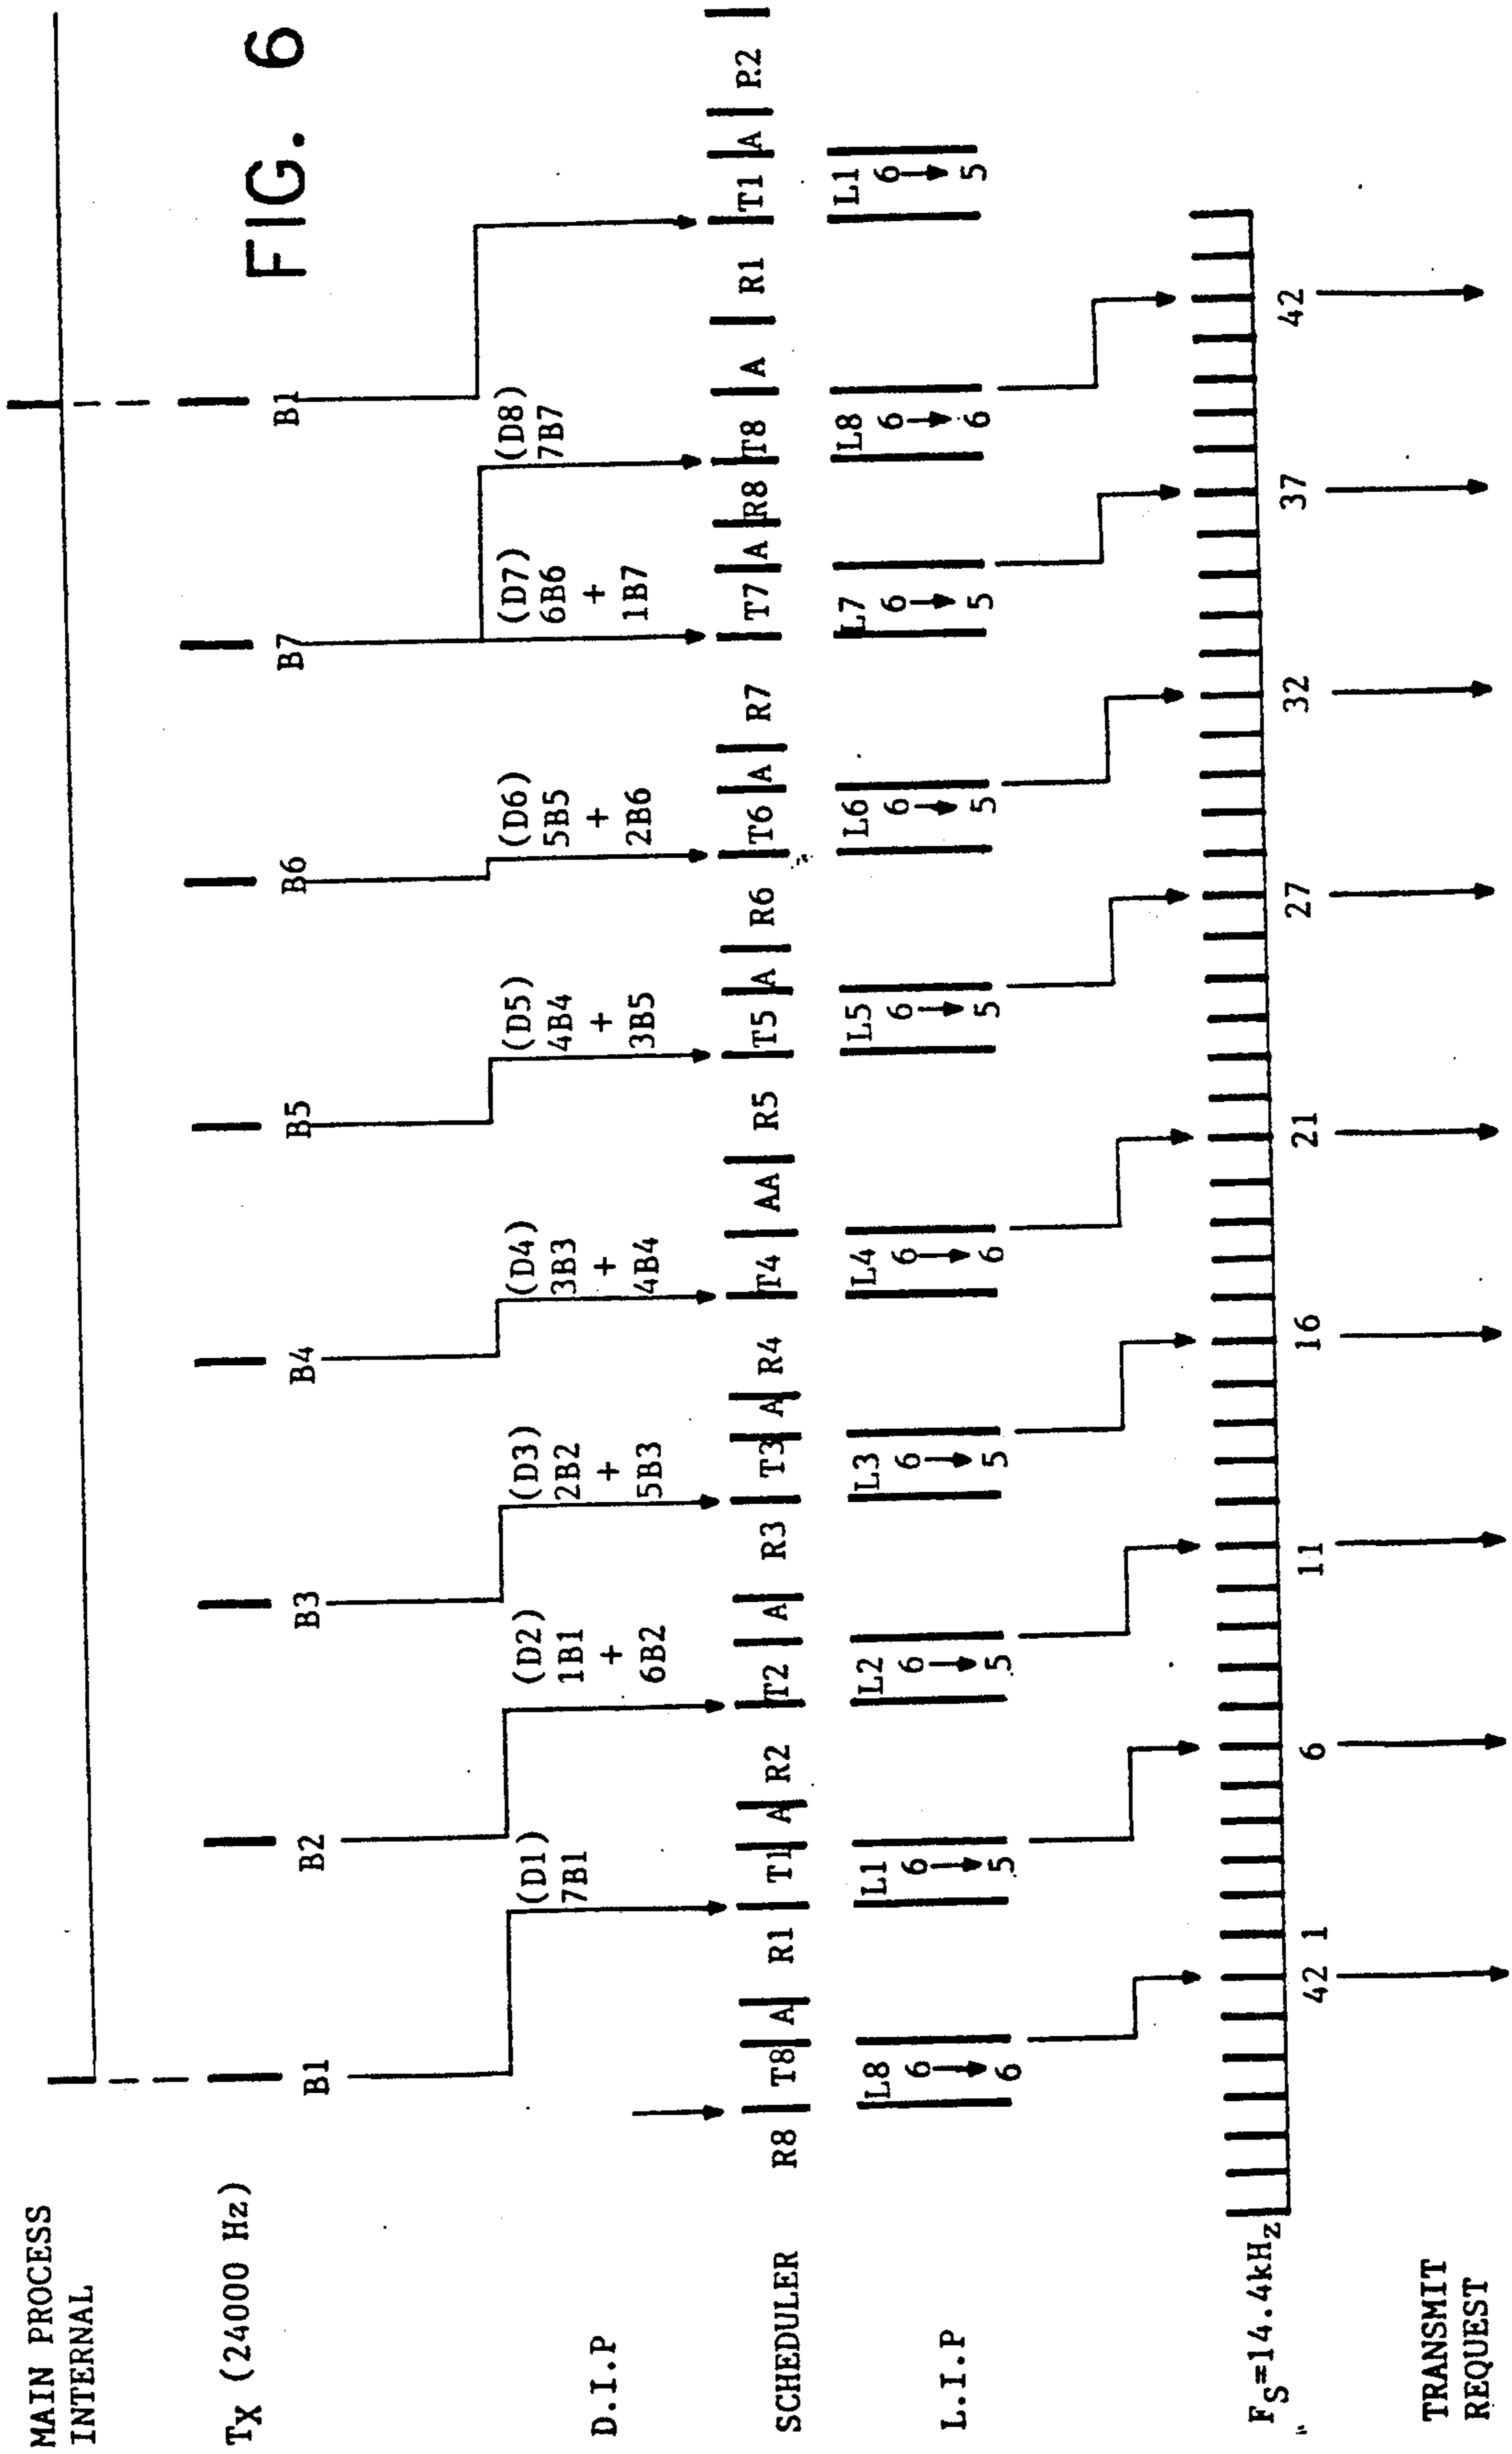 FIG. 6
MAIN PROCESS
INTERNAL
TX (24000 Hz)
B1 B2 B3 B4 B5 B6 B7 B1
D.I.P
(D1)
7B1
(D2)
1B1
+
6B2
(D3)
2B2
+
5B3
(D4)
3B3
+
4B4
(D5)
4B4
+
3B5
(D6)
5B5
+
2B6
(D7)
6B6
+
1B7
(D8)
7B7
SCHEDULER
R8 T8 A R1 T1 A R2 T2 A R3 T3 A R4 T4 AA R5 T5 A R6 T6 A R7 T7 A R8 T8 A R1 T1 A R2
L.I.P
L8
6
6
L1
6
5
L2
6
5
L3
6
5
L4
6
6
L5
6
5
L6
6
5
L7
6
5
L8
6
6
L1
6
5
FS=14.4kHz
42 1 6 11 16 21 27 32 37 42
TRANSMIT
REQUEST